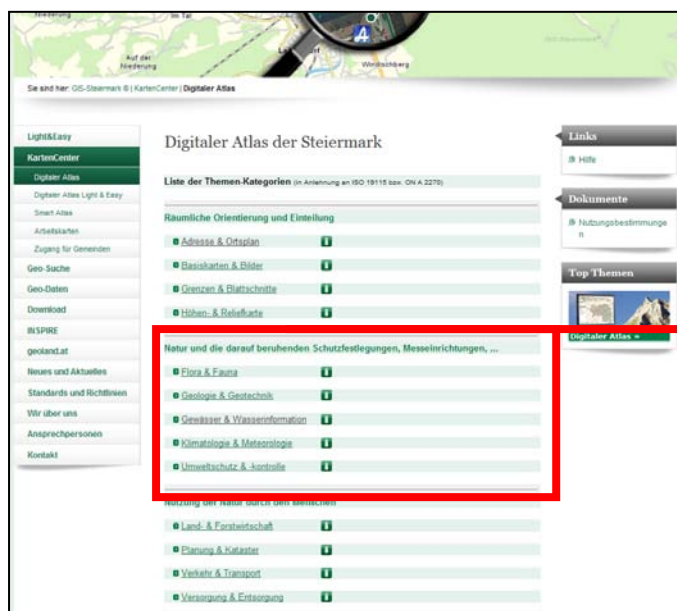 Niederung
Im Tal
Auf der
Niederung
Windischberg
Sie sind hier: GIS-Steiermark © | KartenCenter | Digitaler Atlas
Light&Easy
KartenCenter
Digitaler Atlas
Digitaler Atlas Light & Easy
Smart Atlas
Arbeitskarten
Zugang für Gemeinden
Geo-Suche
Geo-Daten
Download
INSPIRE
geoland.at
Neues und Aktuelles
Standards und Richtlinien
Wir über uns
Ansprechpersonen
Kontakt
Digitaler Atlas der Steiermark
Liste der Themen-Kategorien (in Anlehnung an ISO 19115 bzw. ON A 2270)
Räumliche Orientierung und Einteilung
Adresse & Ortsplan
Basiskarten & Bilder
Grenzen & Blattschnitte
Höhen- & Reliefkarte
Natur und die darauf beruhenden Schutzfestlegungen, Messeinrichtungen, ...
Flora & Fauna
Geologie & Geotechnik
Gewässer & Wasserinformation
Klimatologie & Meteorologie
Umweltschutz & -kontrolle
Nutzung der Natur durch den Menschen
Land- & Forstwirtschaft
Planung & Kataster
Verkehr & Transport
Versorgung & Entsorgung
Links
Hilfe
Dokumente
Nutzungsbestimmunge
n
Top Themen
Digitaler Atlas »